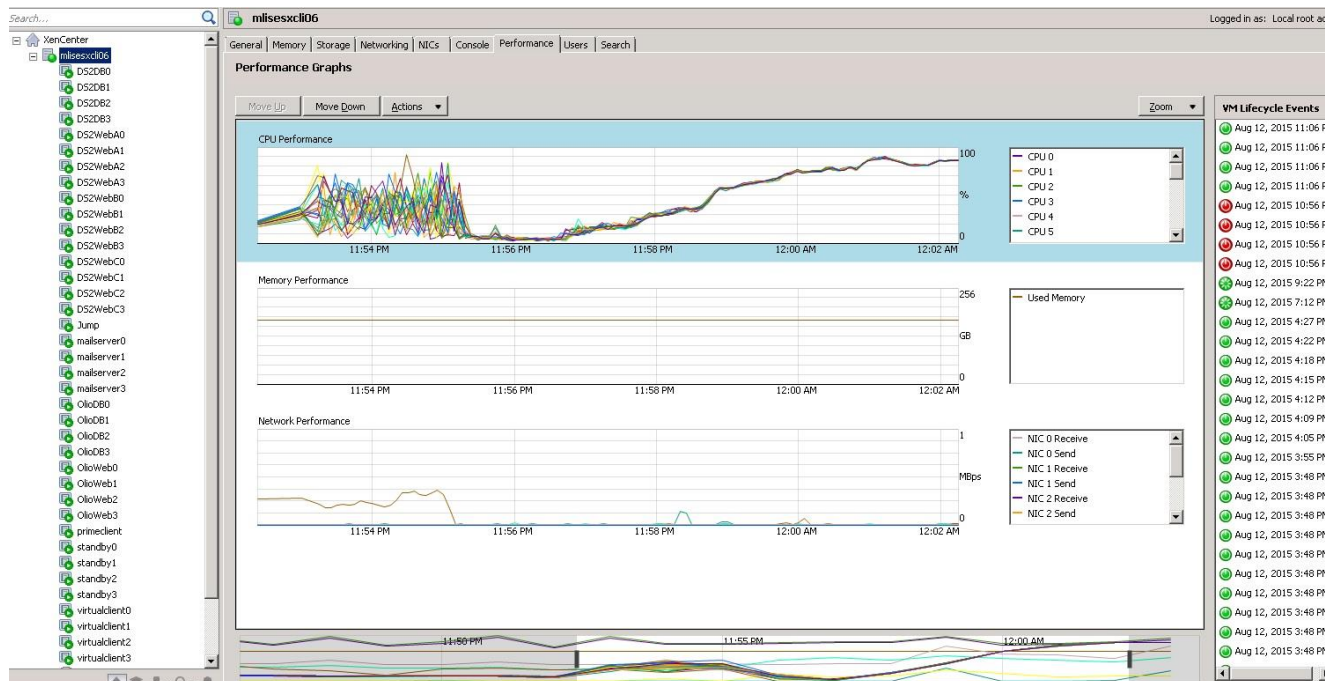 Search...
mlisesxcli06
Logged in as: Local root ac
XenCenter
mlisesxcli06
DS2DB0
DS2DB1
DS2DB2
DS2DB3
DS2WebA0
DS2WebA1
DS2WebA2
DS2WebA3
DS2WebB0
DS2WebB1
DS2WebB2
DS2WebB3
DS2WebC0
DS2WebC1
DS2WebC2
DS2WebC3
Jump
mailserver0
mailserver1
mailserver2
mailserver3
OlioDB0
OlioDB1
OlioDB2
OlioDB3
OlioWeb0
OlioWeb1
OlioWeb2
OlioWeb3
primeclient
standby0
standby1
standby2
standby3
virtualclient0
virtualclient1
virtualclient2
virtualclient3
General Memory Storage Networking NICs Console Performance Users Search
Performance Graphs
Move Up Move Down Actions Zoom
CPU Performance
100
%
0
11:54 PM 11:56 PM 11:58 PM 12:00 AM 12:02 AM
CPU 0
CPU 1
CPU 2
CPU 3
CPU 4
CPU 5
Memory Performance
256
GB
0
11:54 PM 11:56 PM 11:58 PM 12:00 AM 12:02 AM
Used Memory
Network Performance
1
MBps
0
11:54 PM 11:56 PM 11:58 PM 12:00 AM 12:02 AM
NIC 0 Receive
NIC 0 Send
NIC 1 Receive
NIC 1 Send
NIC 2 Receive
NIC 2 Send
11:50 PM 11:55 PM 12:00 AM
VM Lifecycle Events
Aug 12, 2015 11:06 P
Aug 12, 2015 11:06 P
Aug 12, 2015 11:06 P
Aug 12, 2015 11:06 P
Aug 12, 2015 10:56 P
Aug 12, 2015 10:56 P
Aug 12, 2015 10:56 P
Aug 12, 2015 10:56 P
Aug 12, 2015 9:22 PM
Aug 12, 2015 7:12 PM
Aug 12, 2015 4:27 PM
Aug 12, 2015 4:22 PM
Aug 12, 2015 4:18 PM
Aug 12, 2015 4:15 PM
Aug 12, 2015 4:12 PM
Aug 12, 2015 4:09 PM
Aug 12, 2015 4:05 PM
Aug 12, 2015 3:55 PM
Aug 12, 2015 3:48 PM
Aug 12, 2015 3:48 PM
Aug 12, 2015 3:48 PM
Aug 12, 2015 3:48 PM
Aug 12, 2015 3:48 PM
Aug 12, 2015 3:48 PM
Aug 12, 2015 3:48 PM
Aug 12, 2015 3:48 PM
Aug 12, 2015 3:48 PM
Aug 12, 2015 3:48 PM